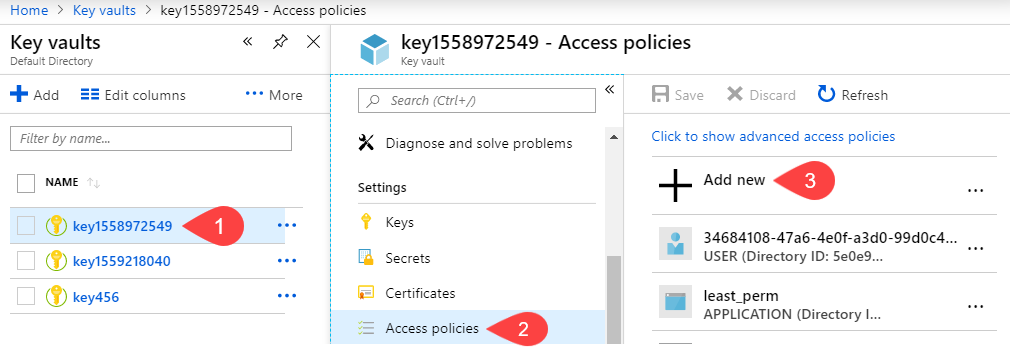 Home > Key vaults > key1558972549 - Access policies
Key vaults
Default Directory
Add Edit columns More
Filter by name...
NAME
key1558972549 1
key1559218040
key456
key1558972549 - Access policies
Key vault
Search (Ctrl+/)
Diagnose and solve problems
Settings
Keys
Secrets
Certificates
Access policies 2
Save Discard Refresh
Click to show advanced access policies
Add new 3
34684108-47a6-4e0f-a3d0-99d0c4...
USER (Directory ID: 5e0e9...
least_perm
APPLICATION (Directory I...